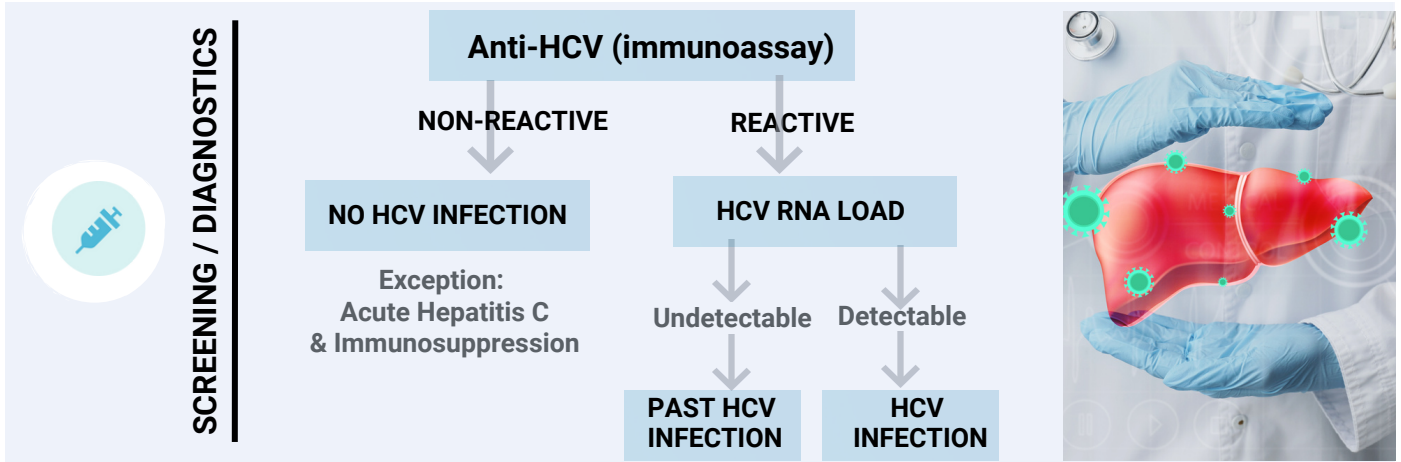 SCREENING / DIAGNOSTICS
Anti-HCV (immunoassay)
NON-REACTIVE
REACTIVE
NO HCV INFECTION
HCV RNA LOAD
Exception:
Acute Hepatitis C
& Immunosuppression
Undetectable
Detectable
PAST HCV
INFECTION
HCV
INFECTION